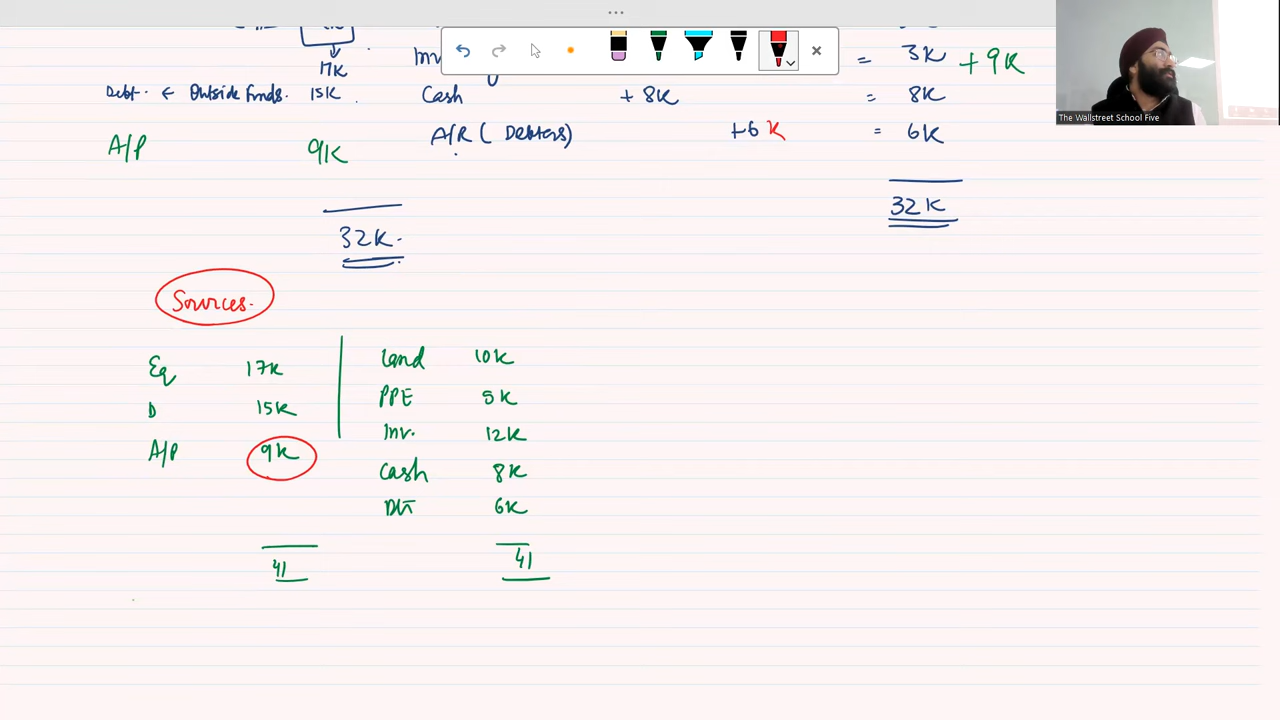 17K
Inv = 3K + 9K
Debt. ← Outside Funds. 15K Cash + 8K = 8K
A/P 9K A/R ( Debtors) +6 K = 6K
32K
32K.
Sources.
Eq 17K Land 10K
D 15K PPE 5K
A/P 9K Inv. 12K
Cash 8K
6K
41 41
The Wallstreet School Five